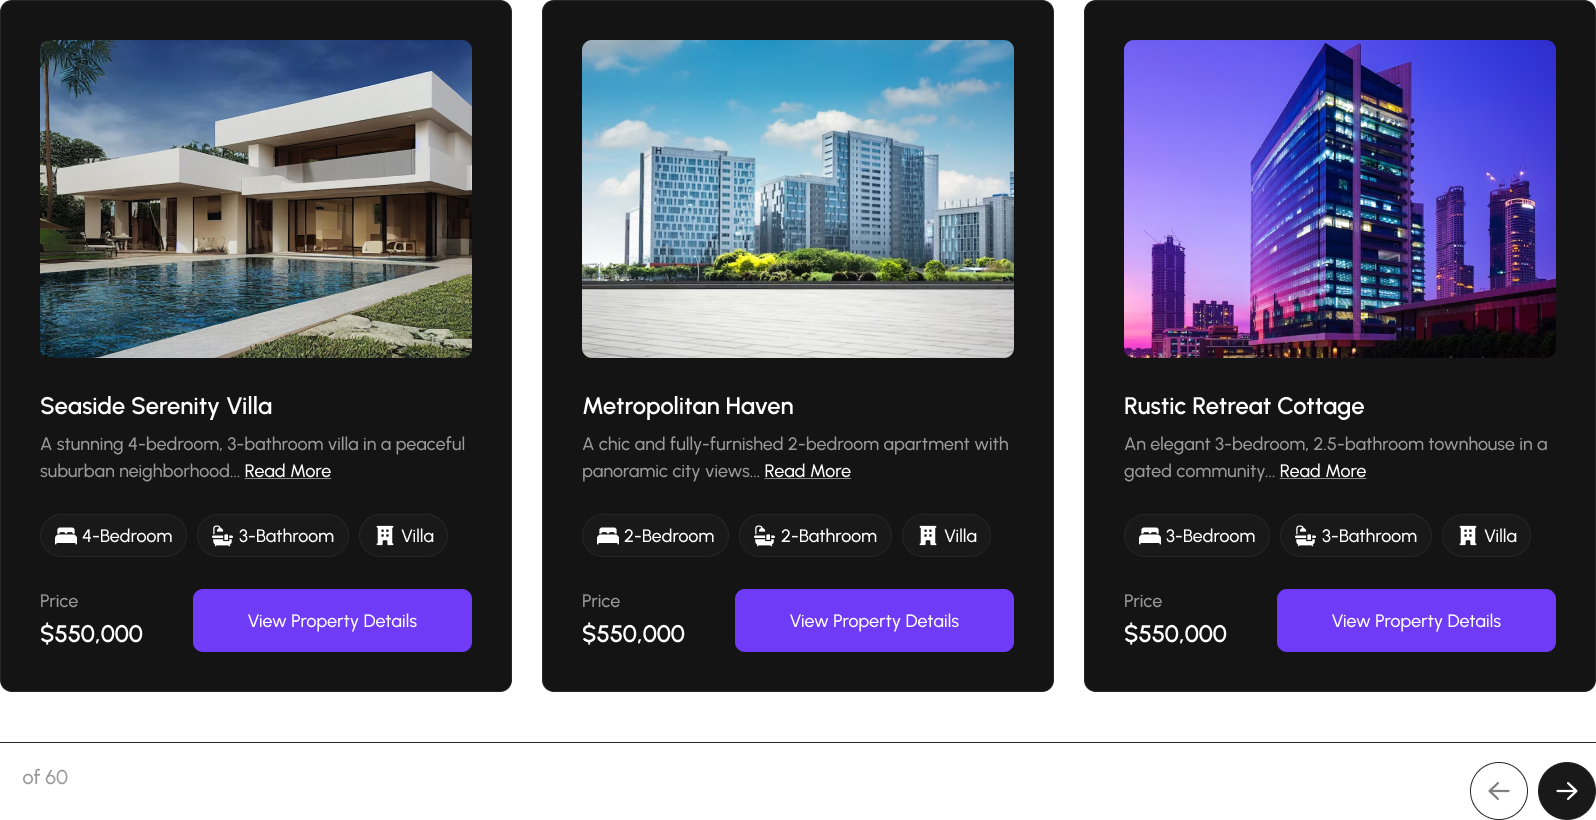 Seaside Serenity Villa
A stunning 4-bedroom, 3-bathroom villa in a peaceful
suburban neighborhood... Read More
4-Bedroom
3-Bathroom
Villa
Price
$550,000
View Property Details
Metropolitan Haven
A chic and fully-furnished 2-bedroom apartment with
panoramic city views... Read More
2-Bedroom
2-Bathroom
Villa
Price
$550,000
View Property Details
Rustic Retreat Cottage
An elegant 3-bedroom, 2.5-bathroom townhouse in a
gated community... Read More
3-Bedroom
3-Bathroom
Villa
Price
$550,000
View Property Details
of 60